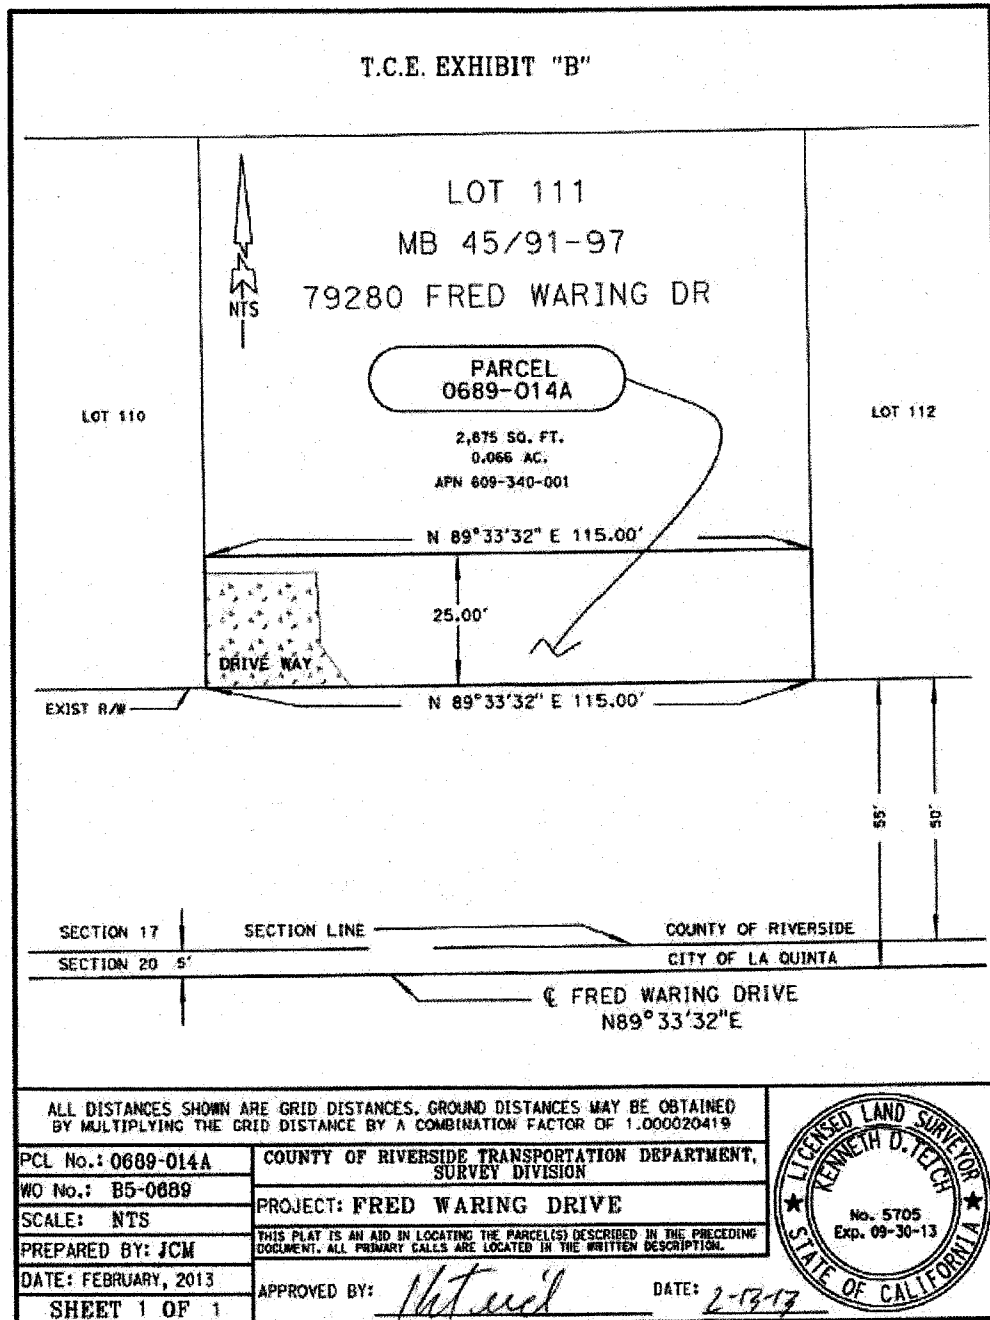 T.C.E. EXHIBIT "B"
LOT 111
MB 45/91-97
79280 FRED WARING DR
NTS
PARCEL
0689-014A
LOT 110
LOT 112
2,875 SQ. FT.
0.066 AC.
APN 609-340-001
N 89°33'32" E 115.00'
25.00'
DRIVE WAY
EXIST R/W
N 89°33'32" E 115.00'
55'
50'
SECTION 17
SECTION LINE
COUNTY OF RIVERSIDE
SECTION 20 5'
CITY OF LA QUINTA
℄ FRED WARING DRIVE
N89°33'32"E
ALL DISTANCES SHOWN ARE GRID DISTANCES. GROUND DISTANCES MAY BE OBTAINED
BY MULTIPLYING THE GRID DISTANCE BY A COMBINATION FACTOR OF 1.000020419
PCL No.: 0689-014A
COUNTY OF RIVERSIDE TRANSPORTATION DEPARTMENT,
SURVEY DIVISION
WO No.: B5-0689
PROJECT: FRED WARING DRIVE
SCALE: NTS
THIS PLAT IS AN AID IN LOCATING THE PARCEL(S) DESCRIBED IN THE PRECEDING
DOCUMENT. ALL PRIMARY CALLS ARE LOCATED IN THE WRITTEN DESCRIPTION.
PREPARED BY: JCM
DATE: FEBRUARY, 2013
SHEET 1 OF 1
APPROVED BY:
DATE: 2-13-13
LICENSED LAND SURVEYOR
KENNETH D. TEICH
No. 5705
Exp. 09-30-13
STATE OF CALIFORNIA